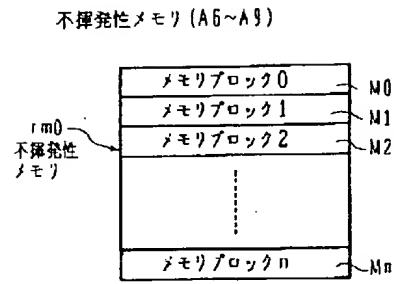 不揮発性メモリ(A6～A9)
メモリブロック0
M0
メモリブロック1
M1
rm0
メモリブロック2
M2
不揮発性
メモリ
メモリブロックn
Mn